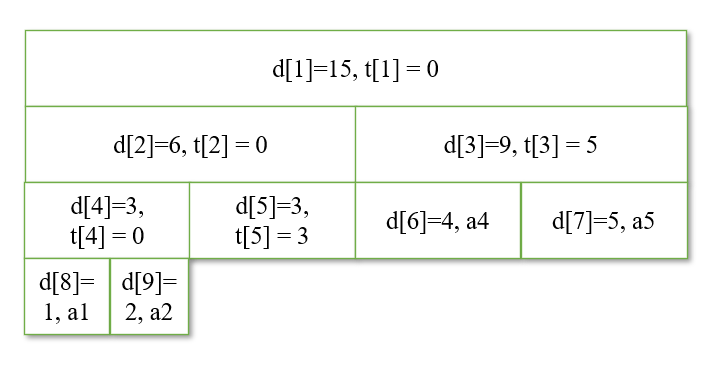 d[1]=15, t[1] = 0
d[2]=6, t[2] = 0
d[3]=9, t[3] = 5
d[4]=3,
t[4] = 0
d[5]=3,
t[5] = 3
d[6]=4, a4
d[7]=5, a5
d[8]=
1, a1
d[9]=
2, a2